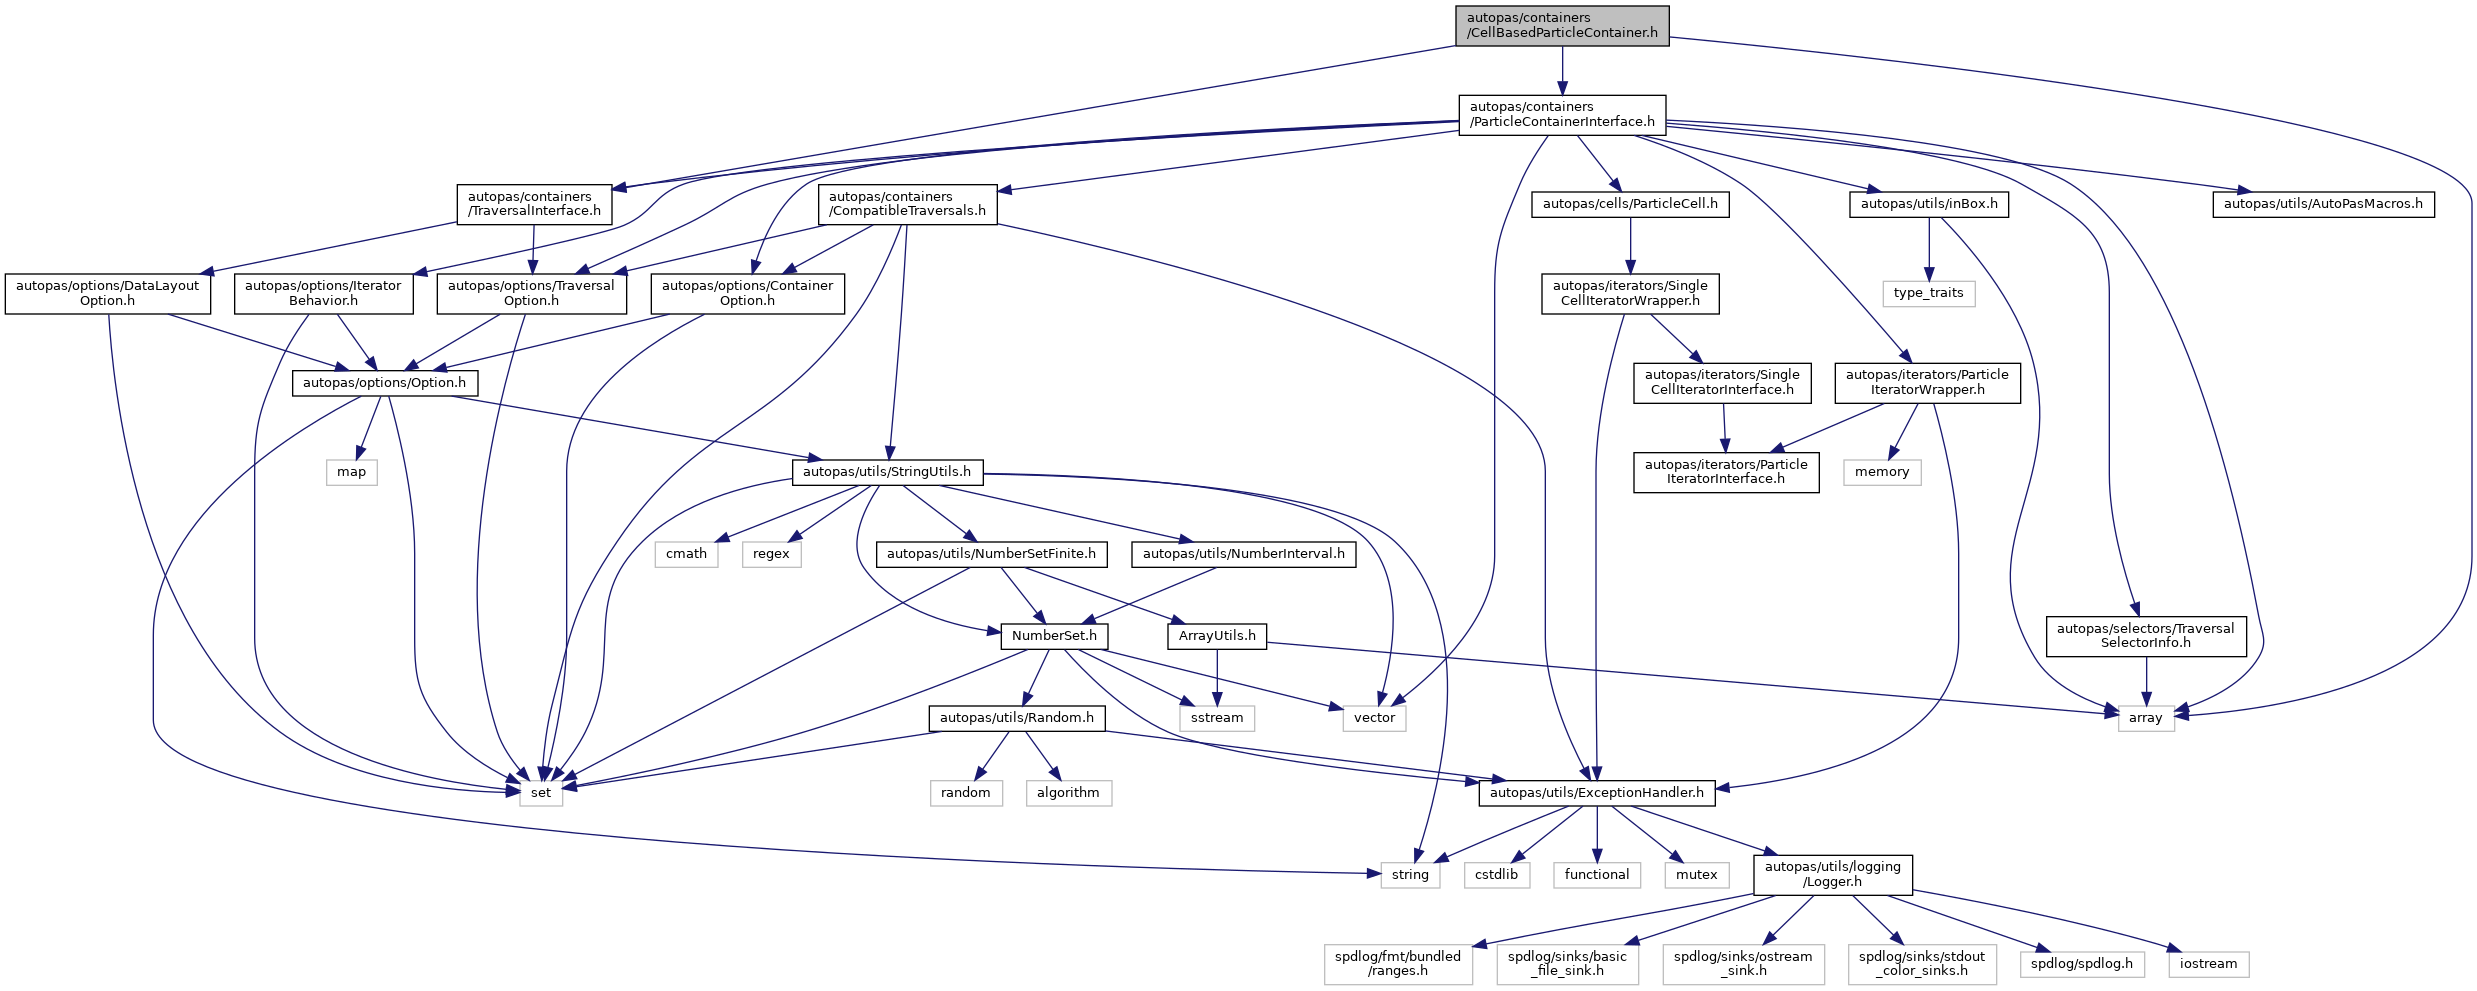 autopas/containers
/CellBasedParticleContainer.h
autopas/containers
/ParticleContainerInterface.h
autopas/containers
/TraversalInterface.h
autopas/containers
/CompatibleTraversals.h
autopas/cells/ParticleCell.h
autopas/utils/inBox.h
autopas/utils/AutoPasMacros.h
autopas/options/DataLayout
Option.h
autopas/options/Iterator
Behavior.h
autopas/options/Traversal
Option.h
autopas/options/Container
Option.h
autopas/iterators/Single
CellIteratorWrapper.h
type_traits
autopas/options/Option.h
autopas/iterators/Single
CellIteratorInterface.h
autopas/iterators/Particle
IteratorWrapper.h
map
autopas/utils/StringUtils.h
autopas/iterators/Particle
IteratorInterface.h
memory
cmath
regex
autopas/utils/NumberSetFinite.h
autopas/utils/NumberInterval.h
NumberSet.h
ArrayUtils.h
autopas/selectors/Traversal
SelectorInfo.h
autopas/utils/Random.h
sstream
vector
array
set
random
algorithm
autopas/utils/ExceptionHandler.h
string
cstdlib
functional
mutex
autopas/utils/logging
/Logger.h
spdlog/fmt/bundled
/ranges.h
spdlog/sinks/basic
_file_sink.h
spdlog/sinks/ostream
_sink.h
spdlog/sinks/stdout
_color_sinks.h
spdlog/spdlog.h
iostream